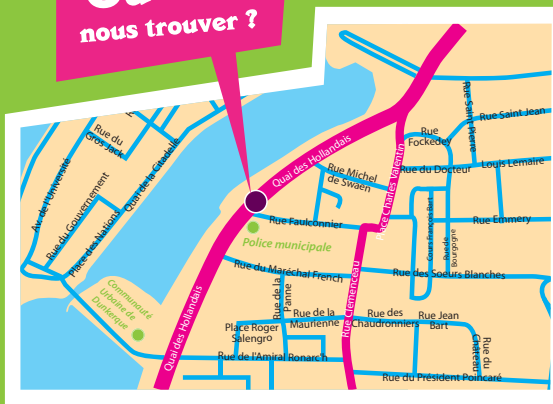 nous trouver ?
Rue du
Gros Jack
Av. de l'Université
Rue du Gouvernement
Place des Nations
Quai de la Citadelle
Communauté
Urbaine de
Dunkerque
Quai des Hollandais
Rue Michel
de Swaën
Rue Faulconnier
Police municipale
Place Charles Valentin
Rue
Fockedey
Rue Saint Pierre
Rue Saint Jean
Rue du Docteur
Louis Lemaire
Rue Emmery
Cours François Bart
Rue de
Bourgogne
Rue des Soeurs Blanches
Rue du Maréchal French
Rue de la
Panne
Rue Clemenceau
Quai des Hollandais
Place Roger
Salengro
Rue de la
Maurienne
Rue des
Chaudronniers
Rue Jean
Bart
Rue du
Château
Rue de l'Amiral Ronarc'h
Rue du Président Poincaré